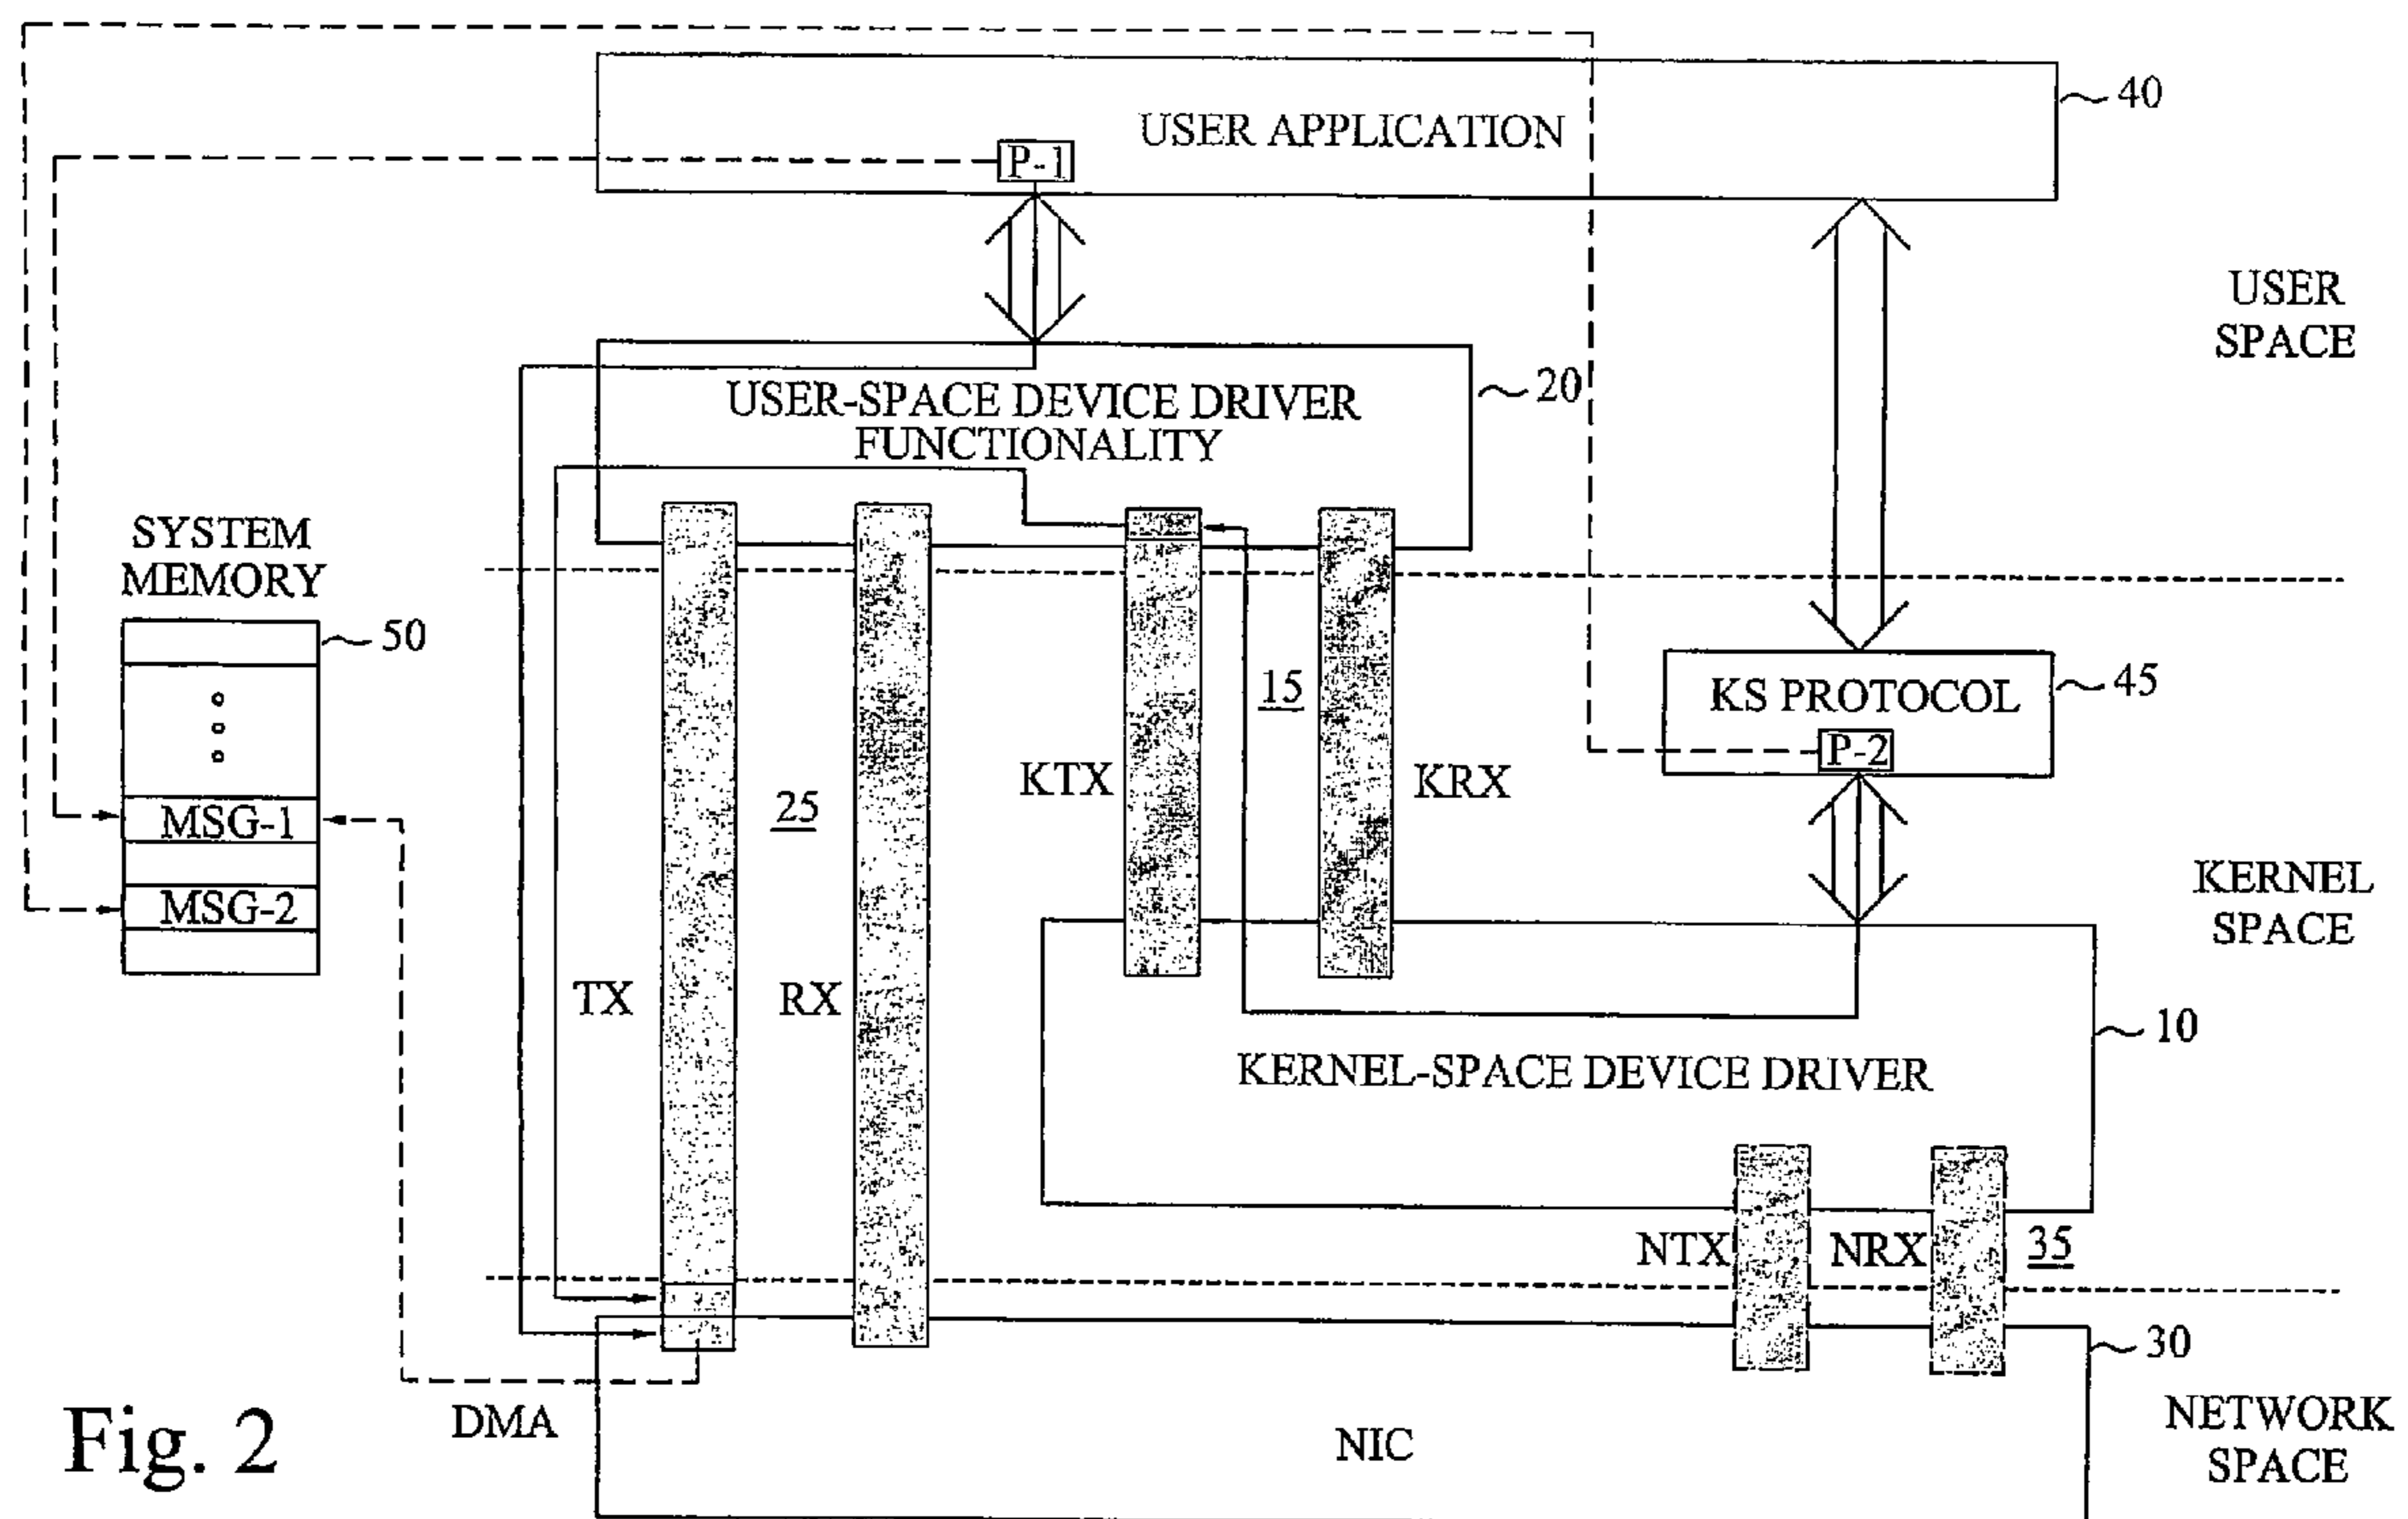 40
USER APPLICATION
P-1
USER
SPACE
20
USER-SPACE DEVICE DRIVER
FUNCTIONALITY
SYSTEM
MEMORY
50
15
KS PROTOCOL
45
P-2
KTX
KRX
25
MSG-1
MSG-2
KERNEL
SPACE
TX
RX
10
KERNEL-SPACE DEVICE DRIVER
NTX
NRX
35
30
DMA
NIC
NETWORK
SPACE
Fig. 2